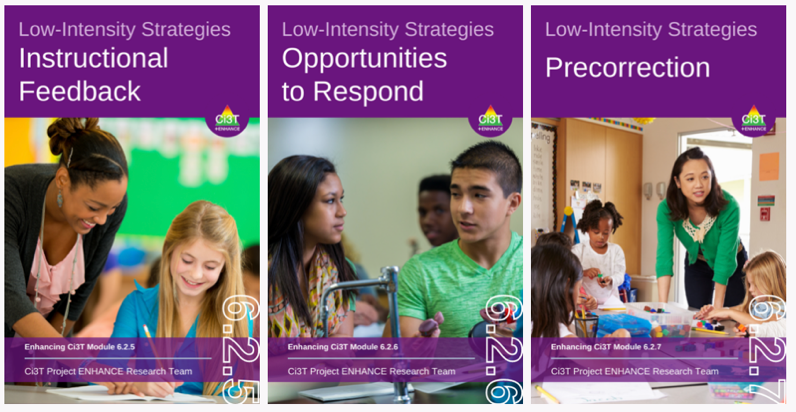 Low-Intensity Strategies
Instructional
Feedback
Ci3T
ENHANCE
Enhancing Ci3T Module 6.2.5
Ci3T Project ENHANCE Research Team
6.2.5
Low-Intensity Strategies
Opportunities
to Respond
Ci3T
ENHANCE
Enhancing Ci3T Module 6.2.6
Ci3T Project ENHANCE Research Team
6.2.6
Low-Intensity Strategies
Precorrection
Ci3T
ENHANCE
Enhancing Ci3T Module 6.2.7
Ci3T Project ENHANCE Research Team
6.2.7